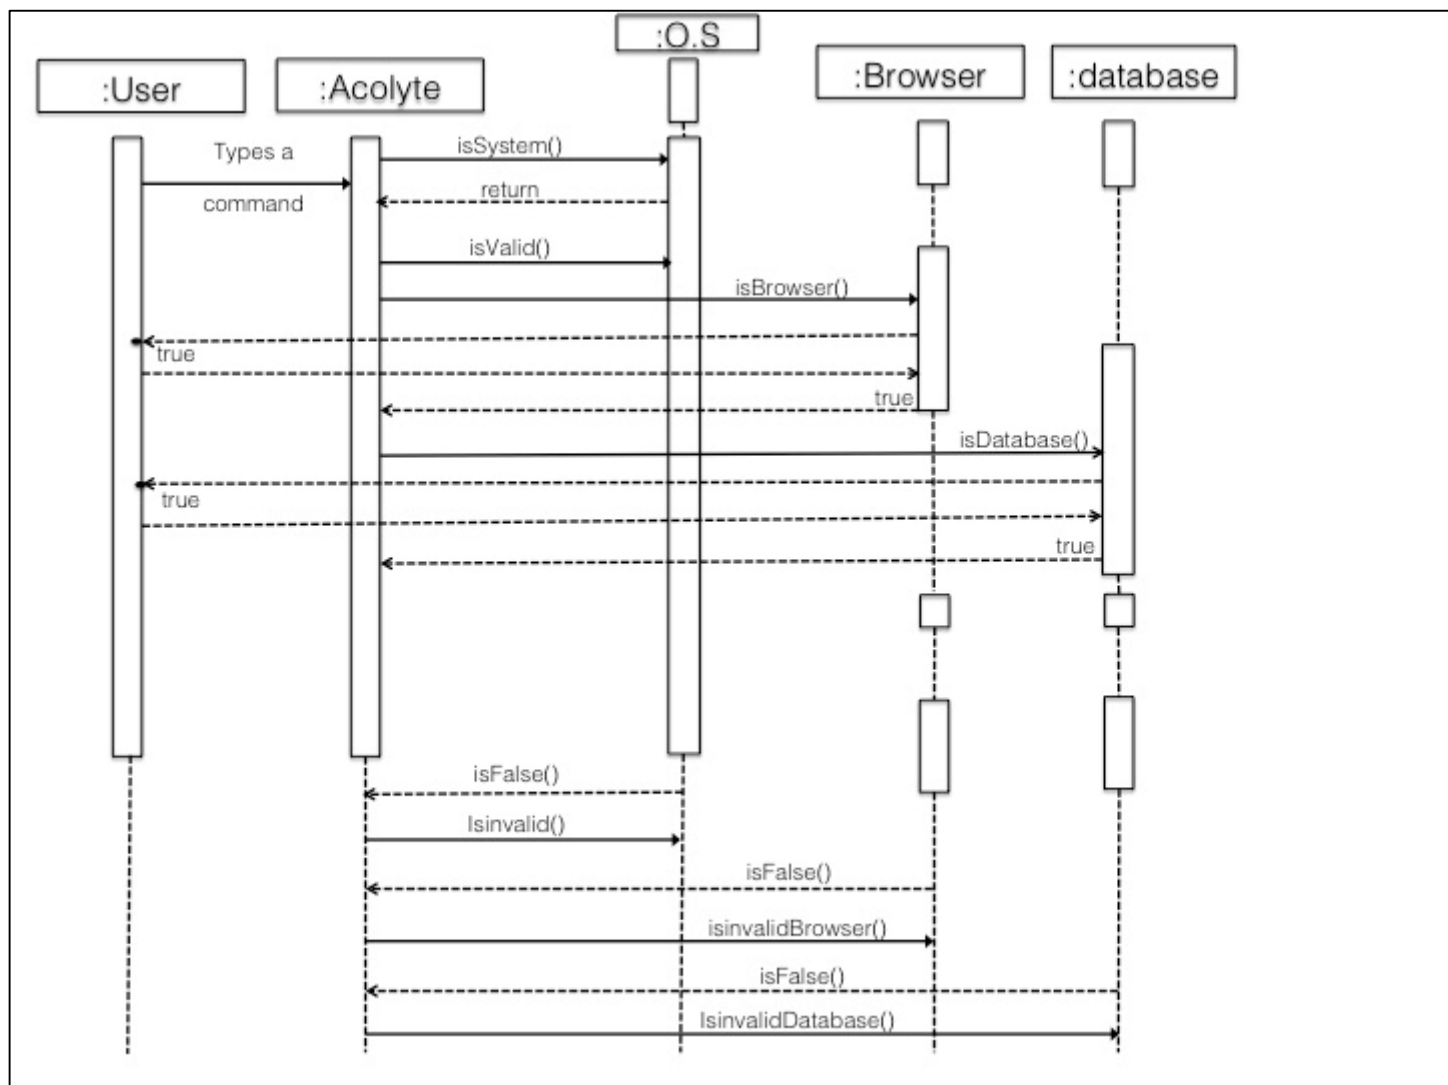 :O.S
:User
:Acolyte
:Browser
:database
Types a
command
isSystem()
return
isValid()
isBrowser()
true
true
isDatabase()
true
true
isFalse()
Isinvalid()
isFalse()
isinvalidBrowser()
isFalse()
IsinvalidDatabase()